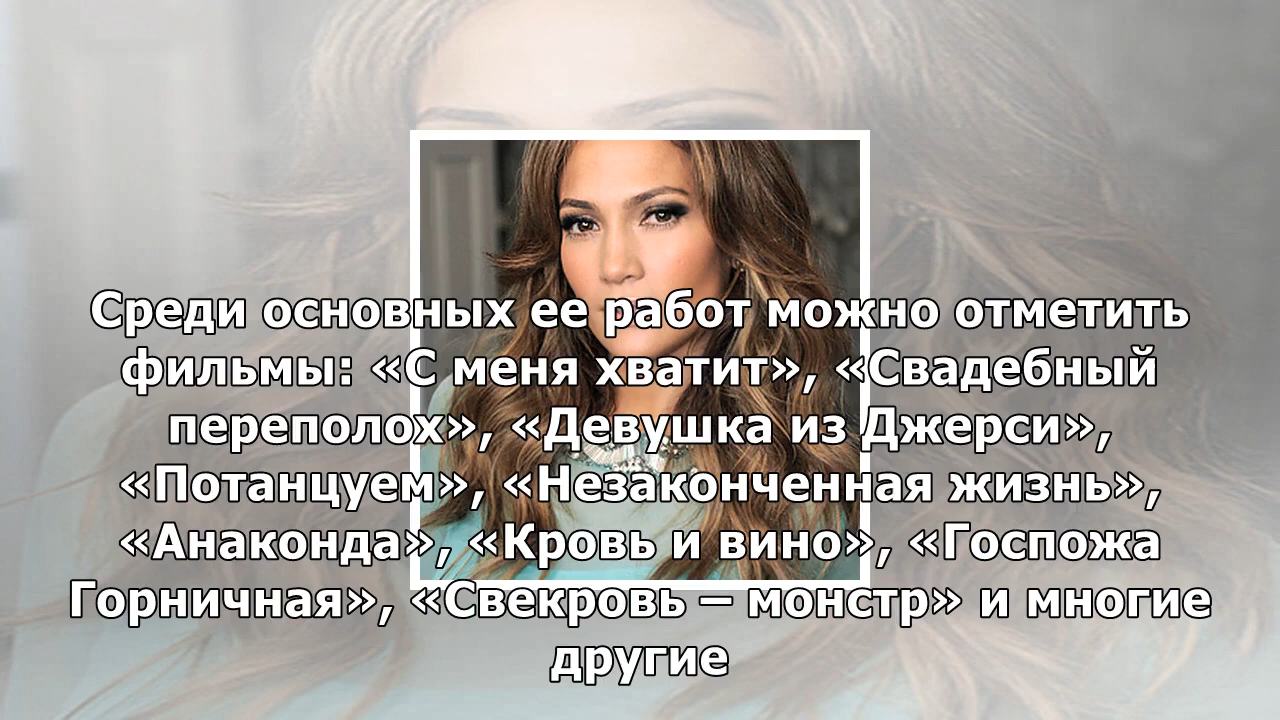 Среди основных ее работ можно отметить
фильмы: «С меня хватит», «Свадебный
переполох», «Девушка из Джерси»,
«Потанцуем», «Незаконченная жизнь»,
«Анаконда», «Кровь и вино», «Госпожа
Горничная», «Свекровь – монстр» и многие
другие